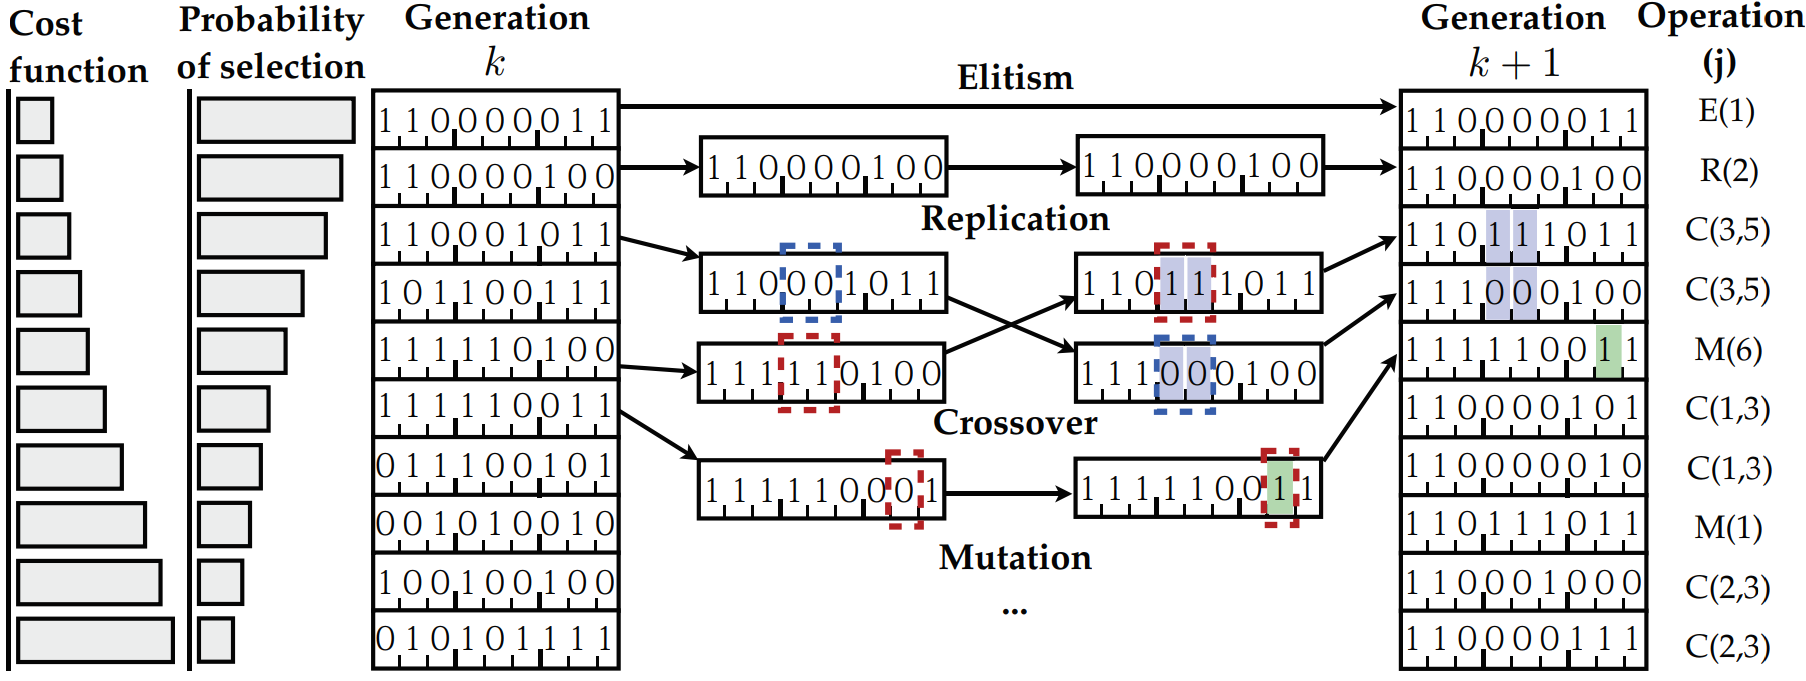 Cost function
Probability of selection
Generation k
Generation k + 1
Operation (j)
Elitism
1 1 0 0 0 0 0 1 1
1 1 0 0 0 0 0 1 1
E(1)
1 1 0 0 0 0 1 0 0
1 1 0 0 0 0 1 0 0
1 1 0 0 0 0 1 0 0
1 1 0 0 0 0 1 0 0
R(2)
Replication
1 1 0 0 0 1 0 1 1
1 1 0 0 0 1 0 1 1
1 1 0 1 1 1 0 1 1
1 1 0 1 1 1 0 1 1
C(3,5)
1 0 1 1 0 0 1 1 1
1 1 1 0 0 0 1 0 0
C(3,5)
1 1 1 1 1 0 1 0 0
1 1 1 1 1 0 1 0 0
1 1 1 0 0 0 1 0 0
1 1 1 1 1 0 0 1 1
M(6)
Crossover
1 1 1 1 1 0 0 1 1
1 1 0 0 0 0 1 0 1
C(1,3)
0 1 1 1 0 0 1 0 1
1 1 1 1 1 0 0 0 1
1 1 1 1 1 0 0 1 1
1 1 0 0 0 0 0 1 0
C(1,3)
0 0 1 0 1 0 0 1 0
1 1 0 1 1 1 0 1 1
M(1)
Mutation
1 0 0 1 0 0 1 0 0
1 1 0 0 0 1 0 0 0
C(2,3)
...
0 1 0 1 0 1 1 1 1
1 1 0 0 0 0 1 1 1
C(2,3)